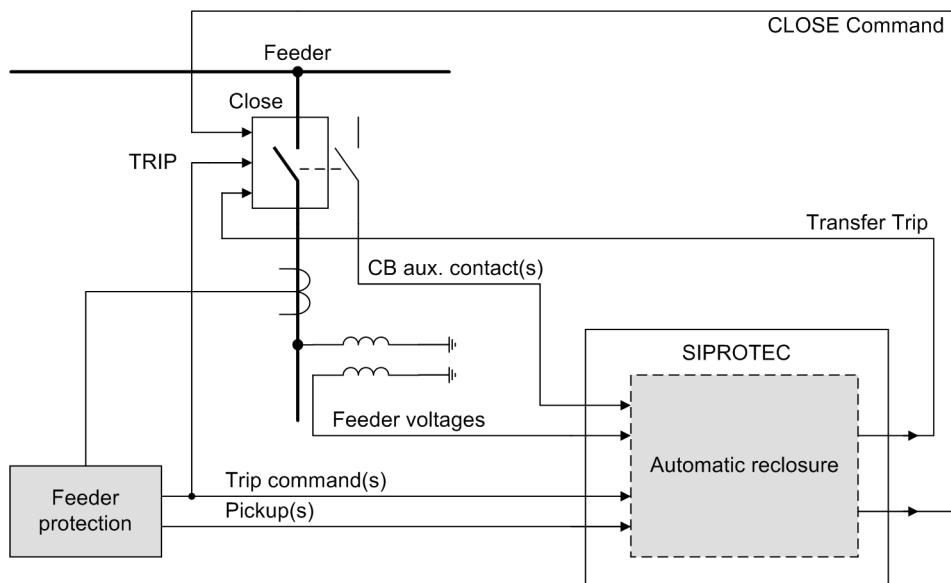 CLOSE Command
Feeder
Close
TRIP
Transfer Trip
CB aux. contact(s)
SIPROTEC
Feeder voltages
Automatic reclosure
Feeder
protection
Trip command(s)
Pickup(s)